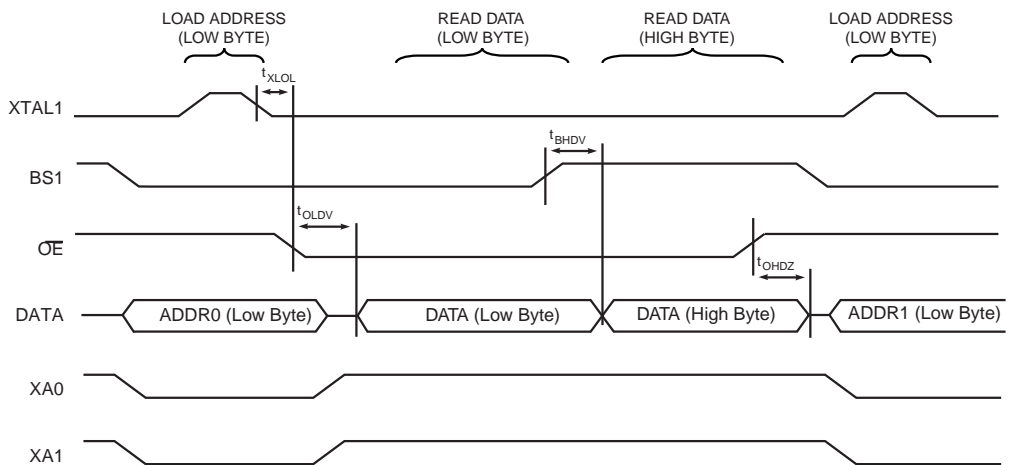 LOAD ADDRESS
(LOW BYTE)
READ DATA
(LOW BYTE)
READ DATA
(HIGH BYTE)
LOAD ADDRESS
(LOW BYTE)
tXLOL
XTAL1
tBHDV
BS1
tOLDV
OE
tOHDZ
DATA
ADDR0 (Low Byte)
DATA (Low Byte)
DATA (High Byte)
ADDR1 (Low Byte)
XA0
XA1